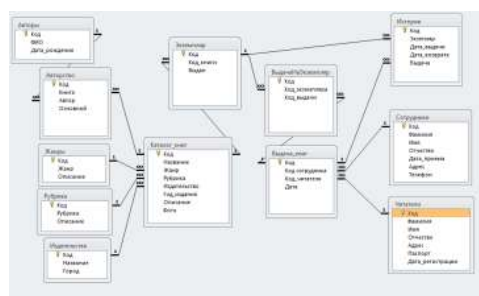 Авторы
Код
ФИО
Дата_рождения
Авторство
Код
Книга
Автор
Основной
Жанры
Код
Жанр
Описание
Рубрика
Код
Рубрика
Описание
Издательства
Код
Название
Город
Экземпляр
Код
Код_книги
Выдан
Каталог_книг
Код
Название
Жанр
Рубрика
Издательство
Год_издания
Описание
Фото
ВыдачаНаЭкземпляр
Код
Код_экземпляра
Код_выдачи
Выдача_книг
Код
Код_сотрудника
Код_читателя
Дата
История
Код
Экземпляр
Дата_выдачи
Дата_возврата
Выдача
Сотрудники
Код
Фамилия
Имя
Отчество
Дата_приема
Адрес
Телефон
Читатели
Код
Фамилия
Имя
Отчество
Адрес
Паспорт
Дата_регистрации